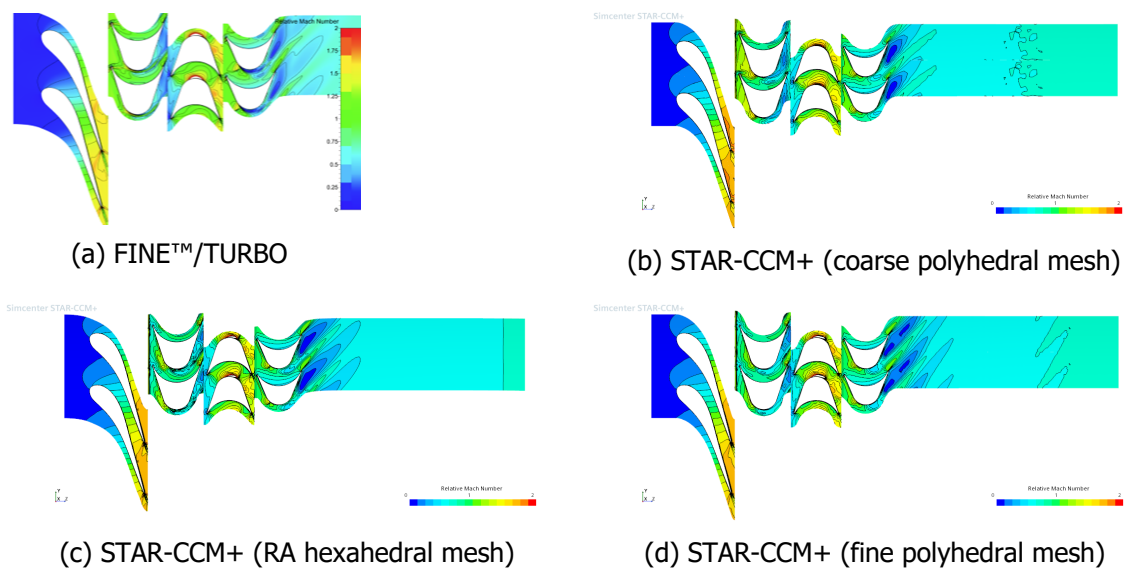 Relative Mach Number
2
1.75
1.5
1.25
1
0.75
0.5
0.25
0
(a) FINE™/TURBO
Simcenter STAR-CCM+
Y
X Z
Relative Mach Number
0 1 2
(b) STAR-CCM+ (coarse polyhedral mesh)
Simcenter STAR-CCM+
Y
X Z
Relative Mach Number
0 1 2
(c) STAR-CCM+ (RA hexahedral mesh)
Simcenter STAR-CCM+
Y
X Z
Relative Mach Number
0 1 2
(d) STAR-CCM+ (fine polyhedral mesh)